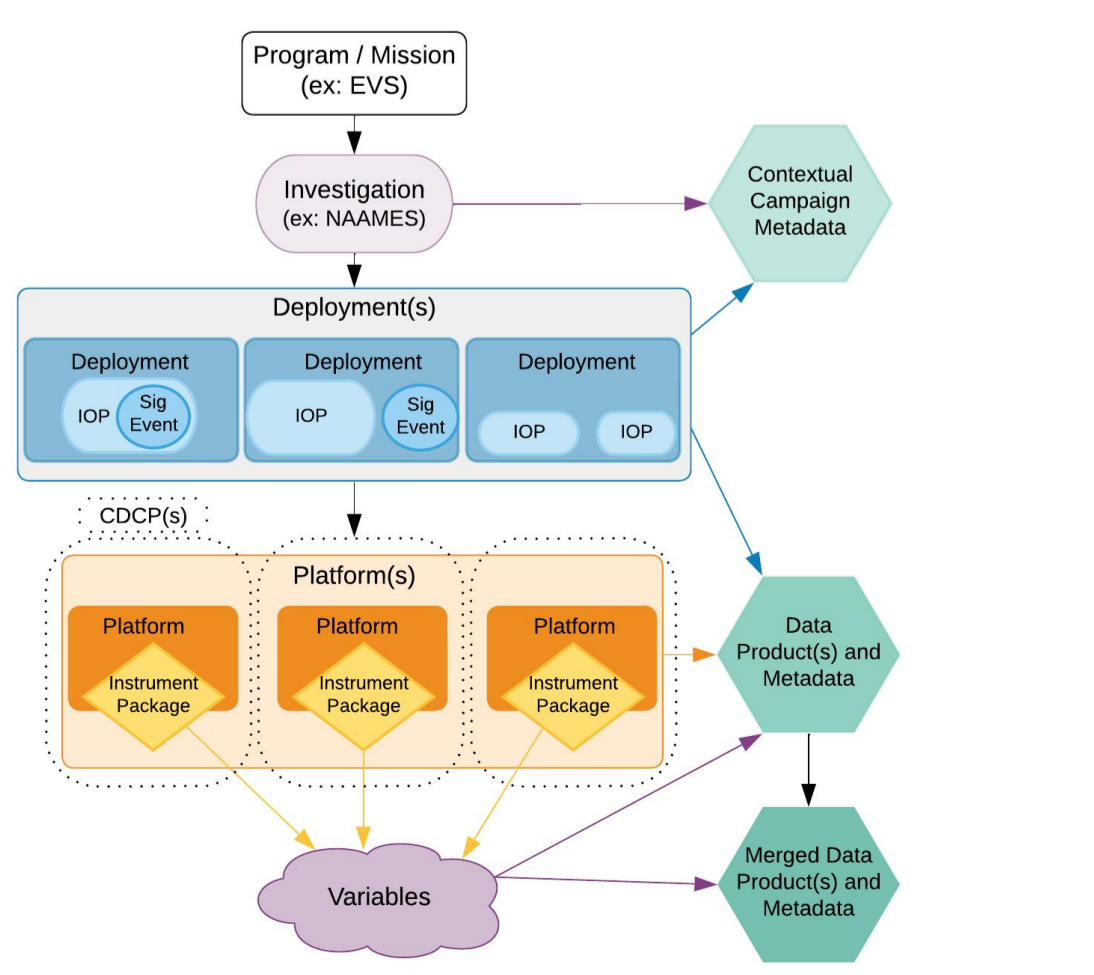 Program / Mission
(ex: EVS)
Investigation
(ex: NAAMES)
Contextual
Campaign
Metadata
Deployment(s)
Deployment
IOP
Sig
Event
Deployment
IOP
Sig
Event
Deployment
IOP
IOP
CDCP(s)
Platform(s)
Platform
Instrument
Package
Platform
Instrument
Package
Platform
Instrument
Package
Data
Product(s) and
Metadata
Variables
Merged Data
Product(s) and
Metadata